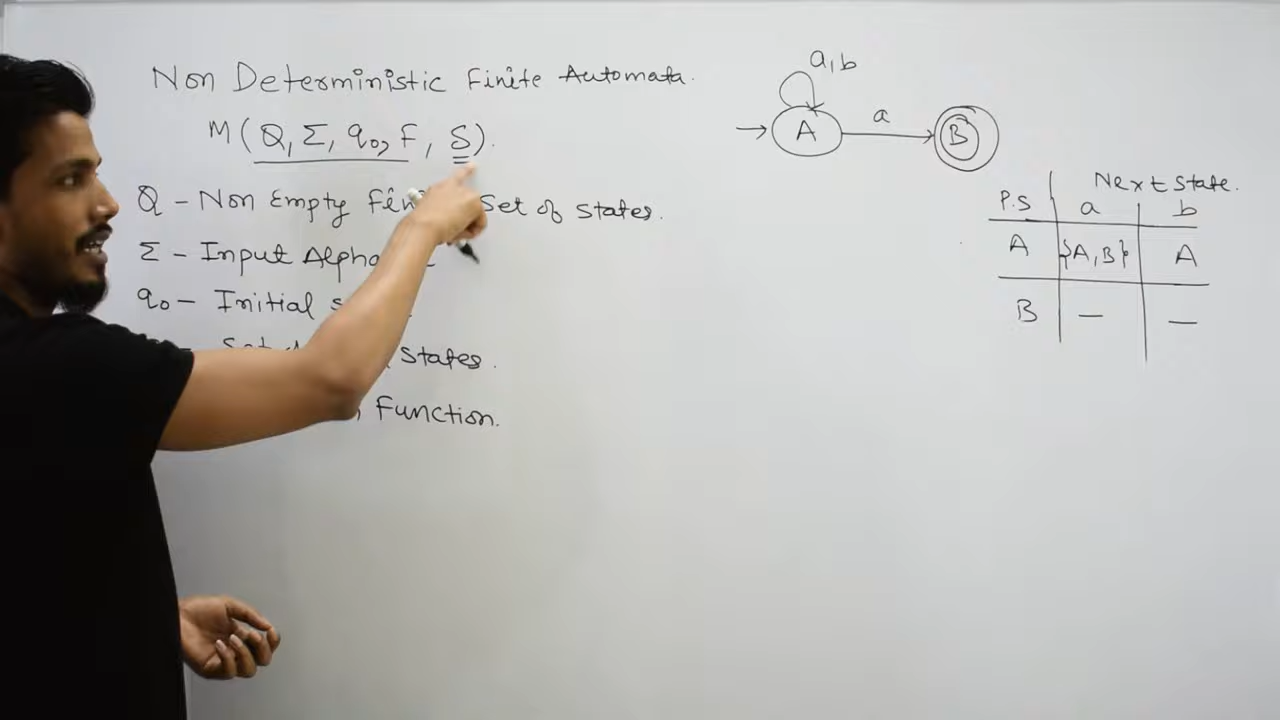 Non Deterministic Finite Automata.
M (Q, Σ, q0, F, δ).
Q - Non Empty Set of States.
Σ - Input
q0 - Initial
States.
Function.
a,b
A
a
B
Next State.
P.S
a
b
A
{A,B}
A
B
—
—